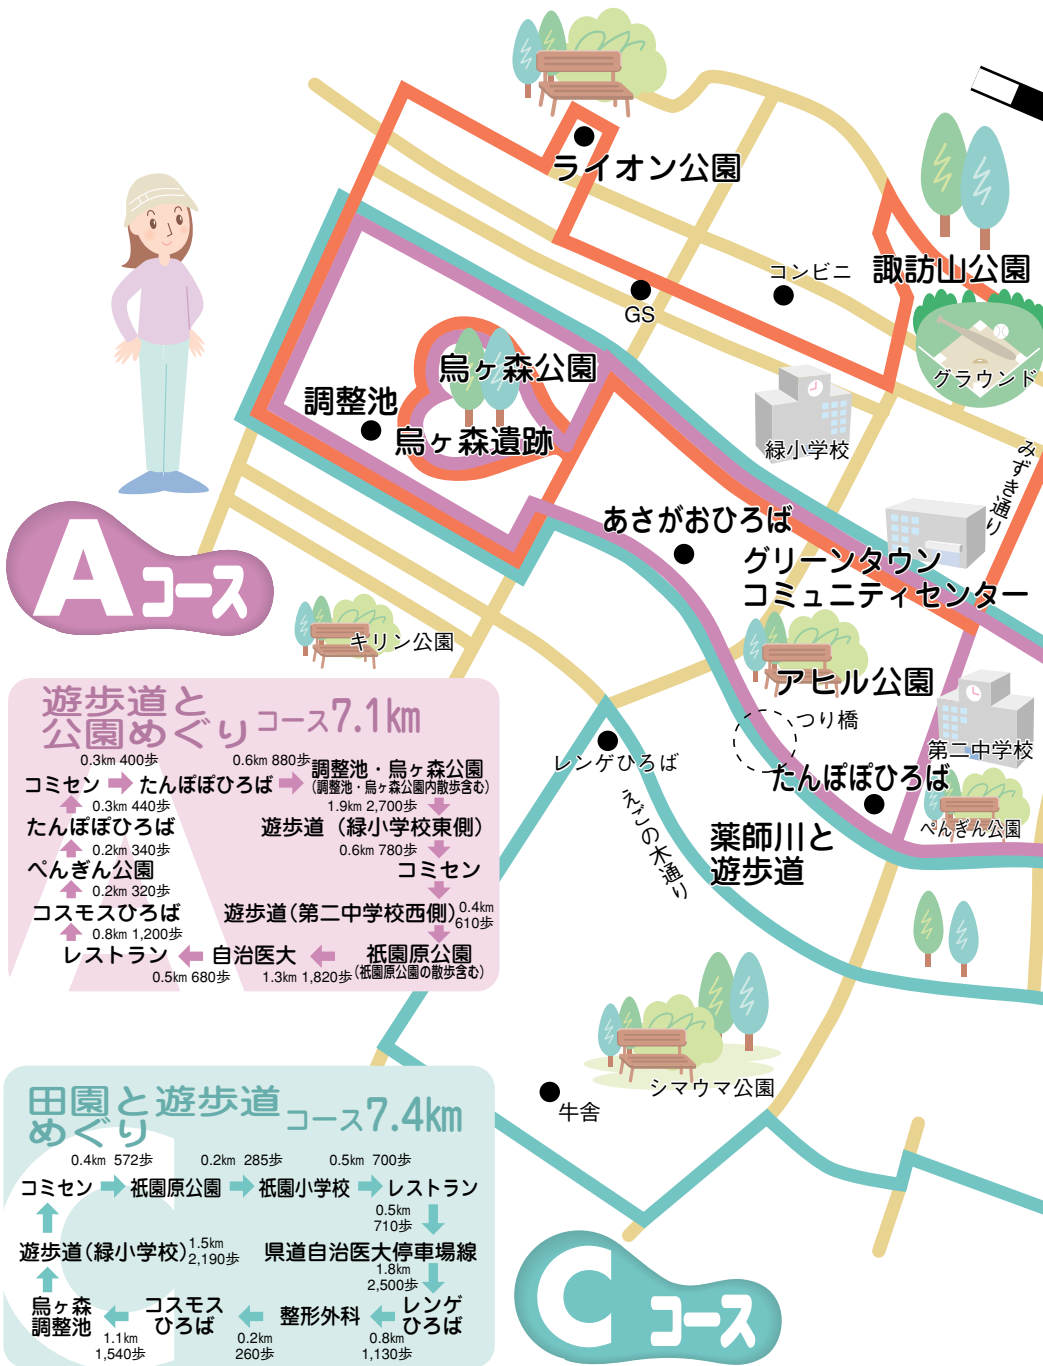 ライオン公園
コンビニ
諏訪山公園
GS
グラウンド
烏ヶ森公園
調整池
烏ヶ森遺跡
緑小学校
みずき通り
あさがおひろば
グリーンタウン
コミュニティセンター
Aコース
キリン公園
アヒル公園
つり橋
第二中学校
レンゲひろば
たんぽぽひろば
ぺんぎん公園
えごの木通り
薬師川と
遊歩道
シマウマ公園
牛舎
遊歩道と
公園めぐり コース7.1km
0.3km 400歩
0.6km 880歩
コミセン
たんぽぽひろば
調整池・烏ヶ森公園
(調整池・烏ヶ森公園内散歩含む)
1.9km 2,700歩
遊歩道(緑小学校東側)
0.6km 780歩
コミセン
0.4km
610歩
遊歩道(第二中学校西側)
祇園原公園
(祇園原公園の散歩含む)
1.3km 1,820歩
自治医大
0.5km 680歩
レストラン
0.8km 1,200歩
コスモスひろば
0.2km 320歩
ぺんぎん公園
0.2km 340歩
たんぽぽひろば
0.3km 440歩
田園と遊歩道
めぐり コース7.4km
0.4km 572歩
0.2km 285歩
0.5km 700歩
コミセン
祇園原公園
祇園小学校
レストラン
0.5km
710歩
県道自治医大停車場線
1.8km
2,500歩
レンゲ
ひろば
0.8km
1,130歩
整形外科
0.2km
260歩
コスモス
ひろば
1.1km
1,540歩
烏ヶ森
調整池
遊歩道(緑小学校)
1.5km
2,190歩
Cコース